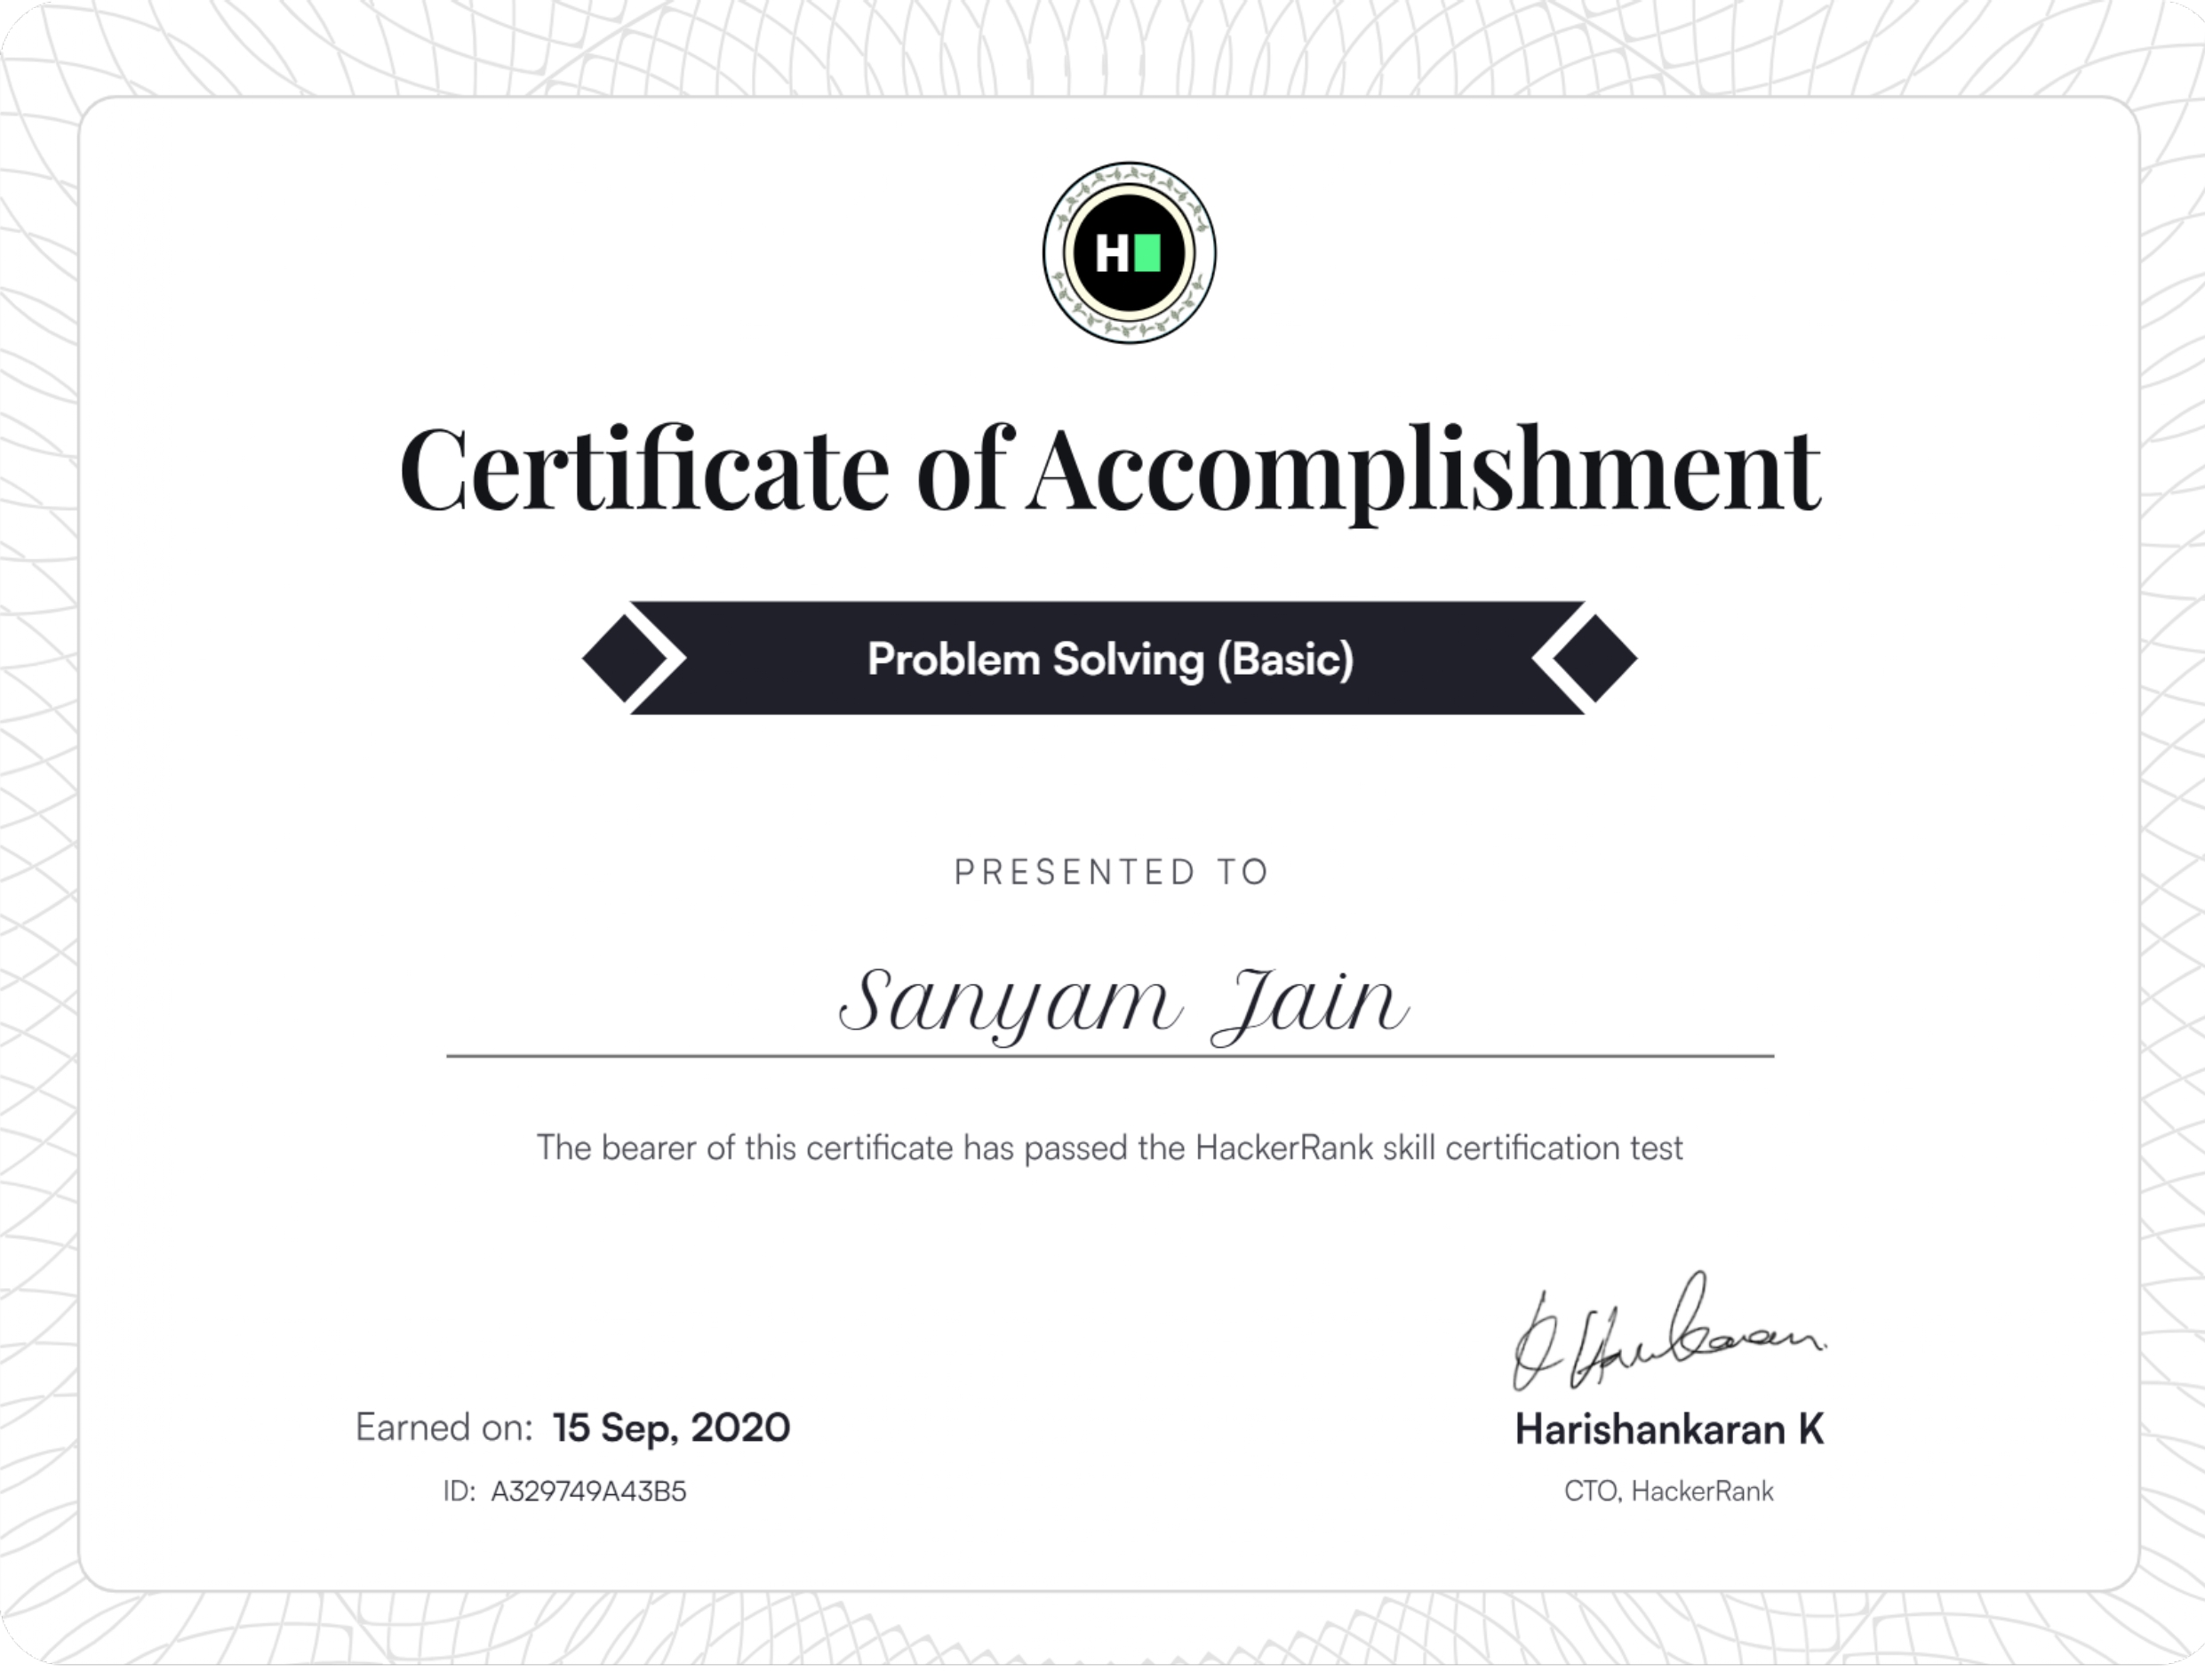 H
Certificate of Accomplishment
Problem Solving (Basic)
PRESENTED TO
Sanyam Jain
The bearer of this certificate has passed the HackerRank skill certification test
Earned on: 15 Sep, 2020
ID: A329749A43B5
Harishankaran K
CTO, HackerRank